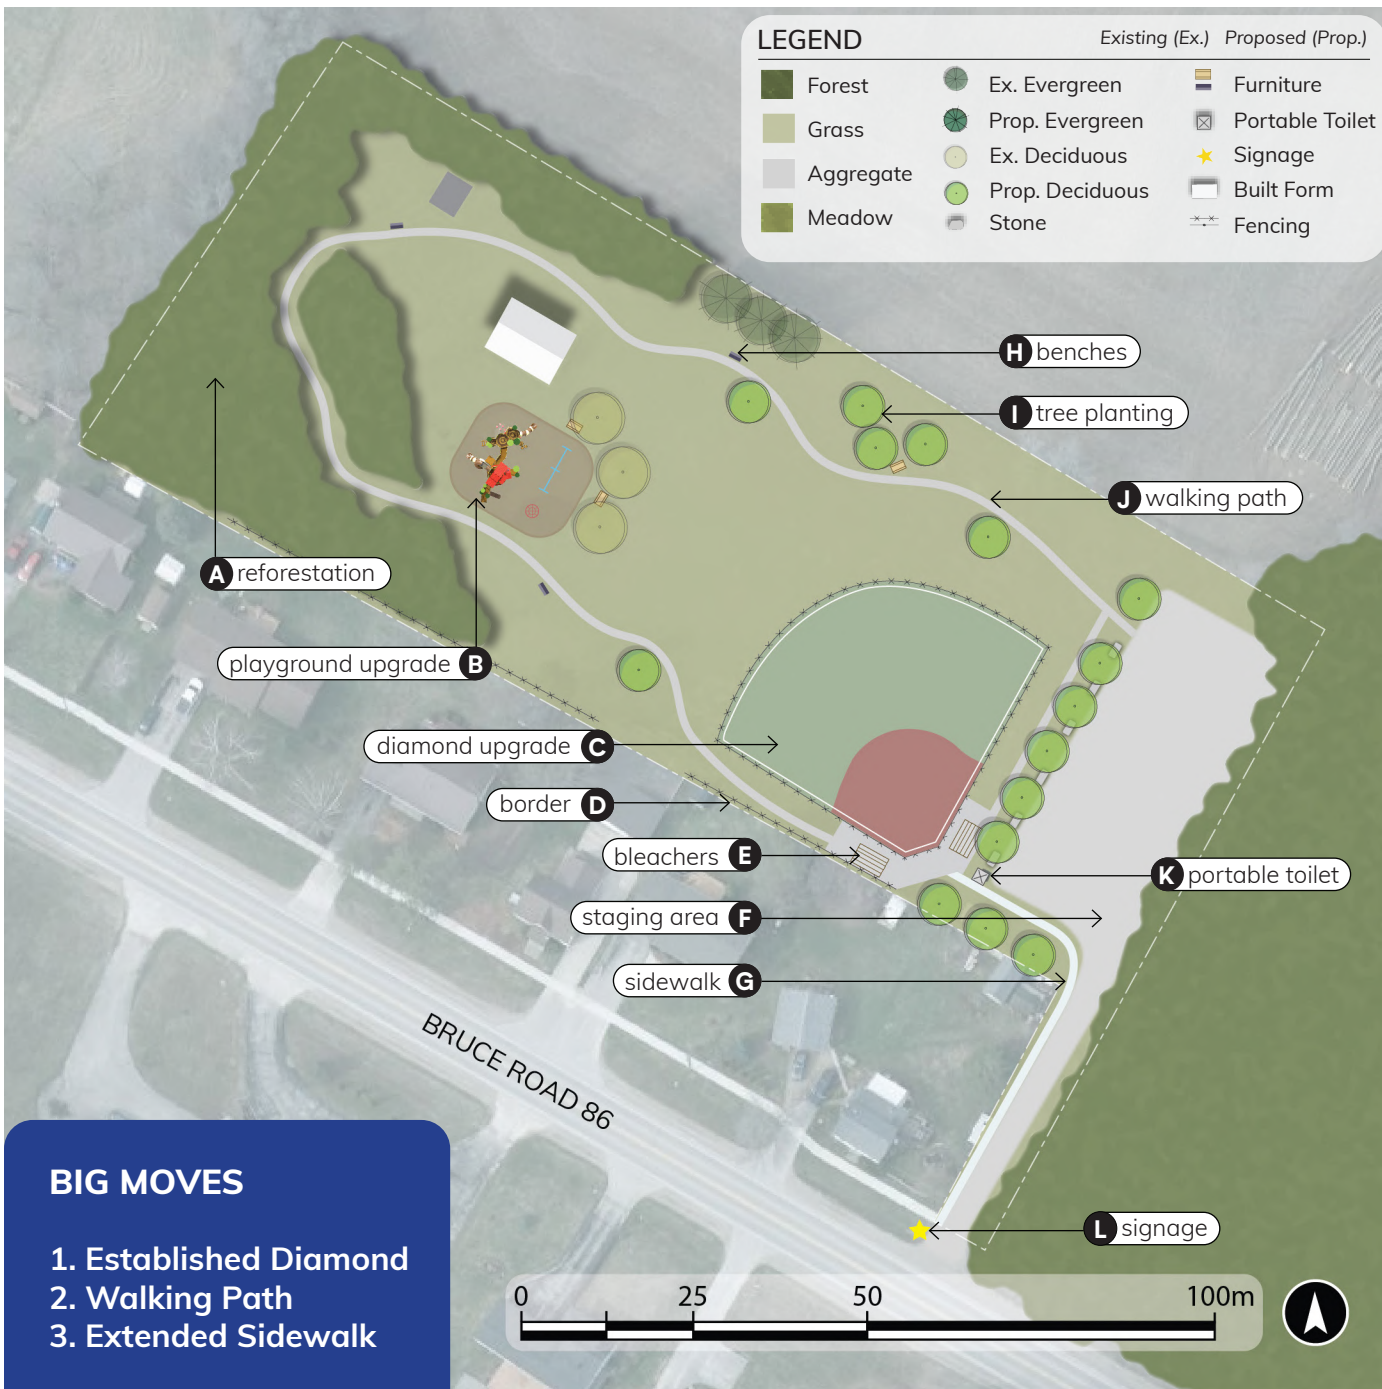 LEGEND
Existing (Ex.) Proposed (Prop.)
Forest
Grass
Aggregate
Meadow
Ex. Evergreen
Prop. Evergreen
Ex. Deciduous
Prop. Deciduous
Stone
Furniture
Portable Toilet
Signage
Built Form
Fencing
H benches
I tree planting
J walking path
A reforestation
playground upgrade B
diamond upgrade C
border D
bleachers E
K portable toilet
staging area F
sidewalk G
BRUCE ROAD 86
L signage
BIG MOVES
1. Established Diamond
2. Walking Path
3. Extended Sidewalk
0 25 50 100m